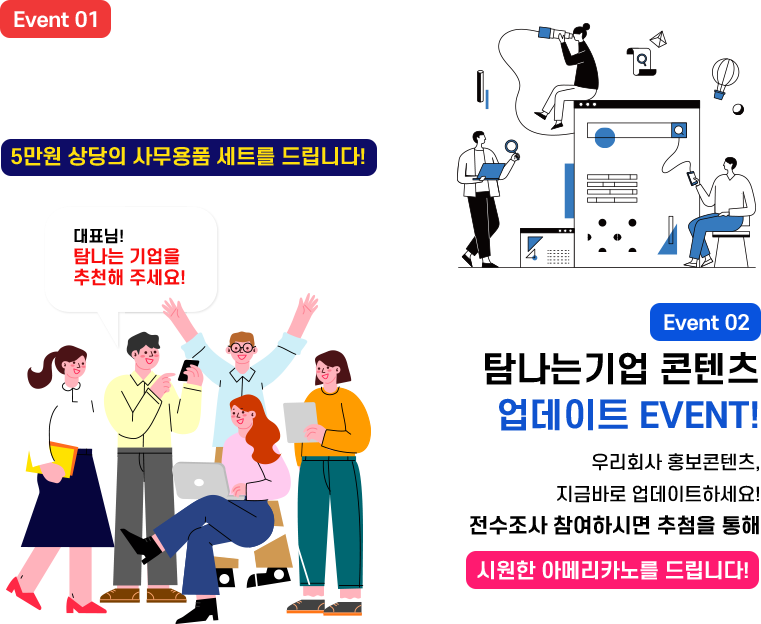 Event 01
5만원 상당의 사무용품 세트를 드립니다!
대표님!
탐나는 기업을
추천해 주세요!
Event 02
탐나는기업 콘텐츠
업데이트 EVENT!
우리회사 홍보콘텐츠,
지금바로 업데이트하세요!
전수조사 참여하시면 추첨을 통해
시원한 아메리카노를 드립니다!